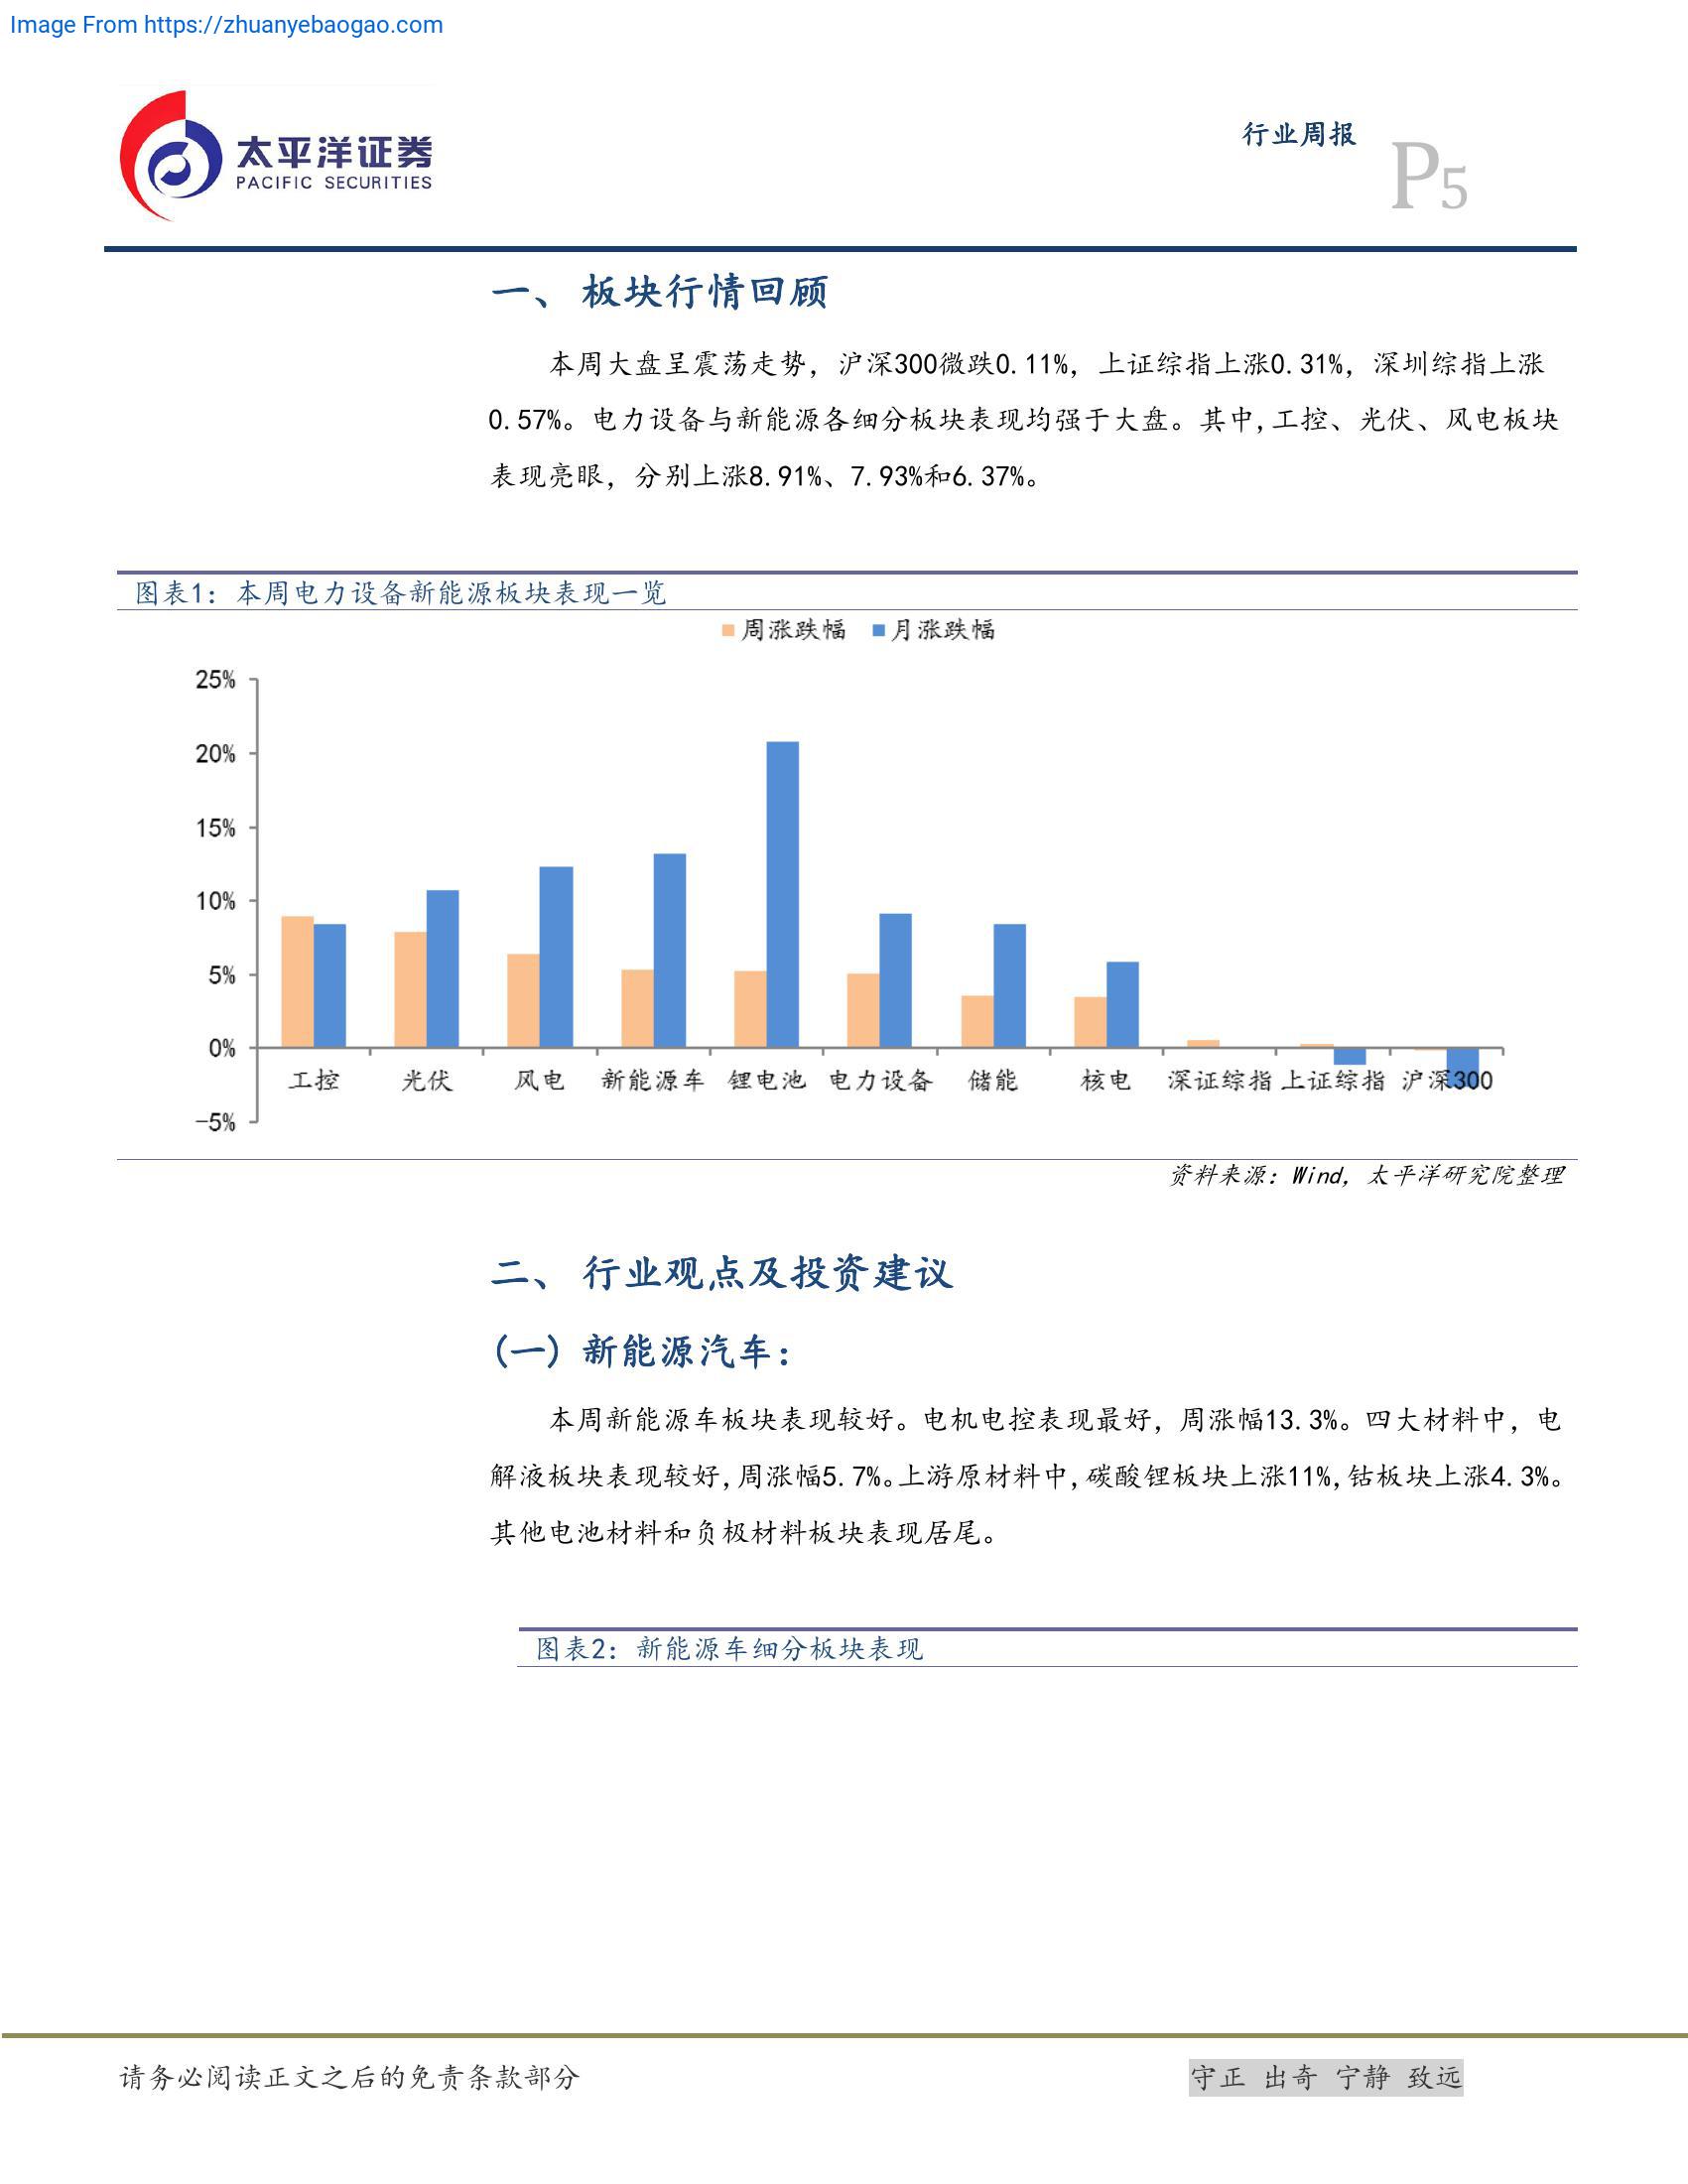 Image From https://zhuanyebaogao.com
太平洋证券
PACIFIC SECURITIES
行业周报
P5
一、 板块行情回顾
本周大盘呈震荡走势，沪深300微跌0.11%，上证综指上涨0.31%，深圳综指上涨
0.57%。电力设备与新能源各细分板块表现均强于大盘。其中,工控、光伏、风电板块
表现亮眼，分别上涨8.91%、7.93%和6.37%。
图表1：本周电力设备新能源板块表现一览
周涨跌幅 月涨跌幅
25%
20%
15%
10%
5%
0%
工控 光伏 风电 新能源车 锂电池 电力设备 储能 核电 深证综指 上证综指 沪深300
-5%
资料来源：Wind，太平洋研究院整理
二、 行业观点及投资建议
(一) 新能源汽车：
本周新能源车板块表现较好。电机电控表现最好，周涨幅13.3%。四大材料中，电
解液板块表现较好,周涨幅5.7%。上游原材料中,碳酸锂板块上涨11%,钴板块上涨4.3%。
其他电池材料和负极材料板块表现居尾。
图表2：新能源车细分板块表现
请务必阅读正文之后的免责条款部分
守正 出奇 宁静 致远